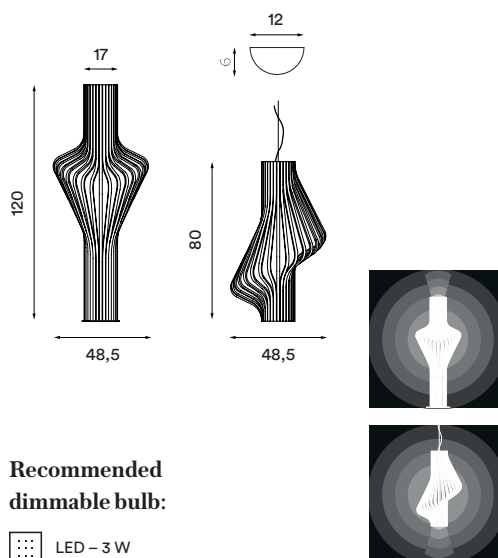 17
12
6
120
80
48,5
48,5
Recommended
dimmable bulb:
LED – 3 W